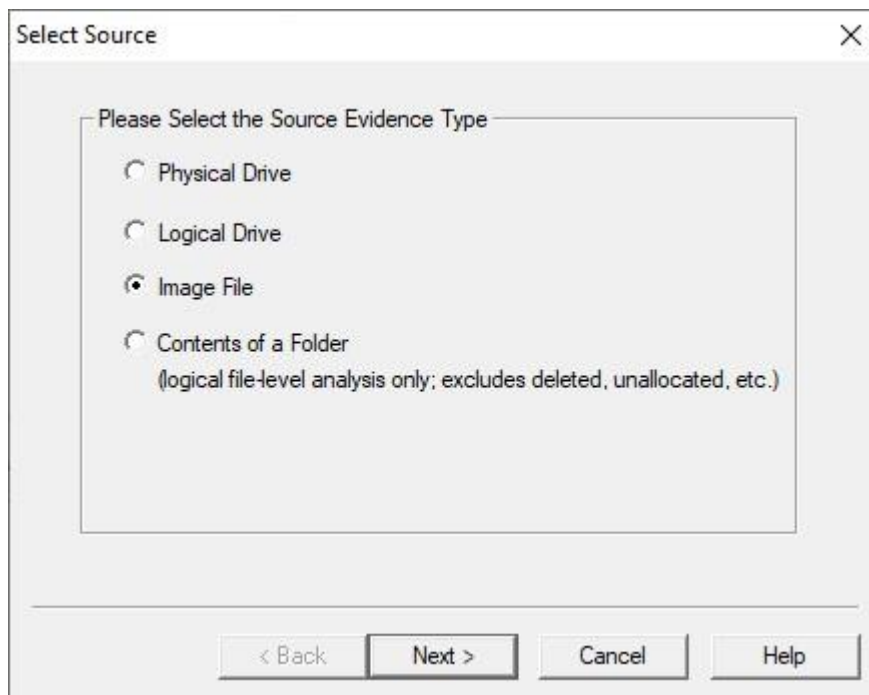 Select Source
Please Select the Source Evidence Type
Physical Drive
Logical Drive
Image File
Contents of a Folder
(logical file-level analysis only; excludes deleted, unallocated, etc.)
< Back Next > Cancel Help